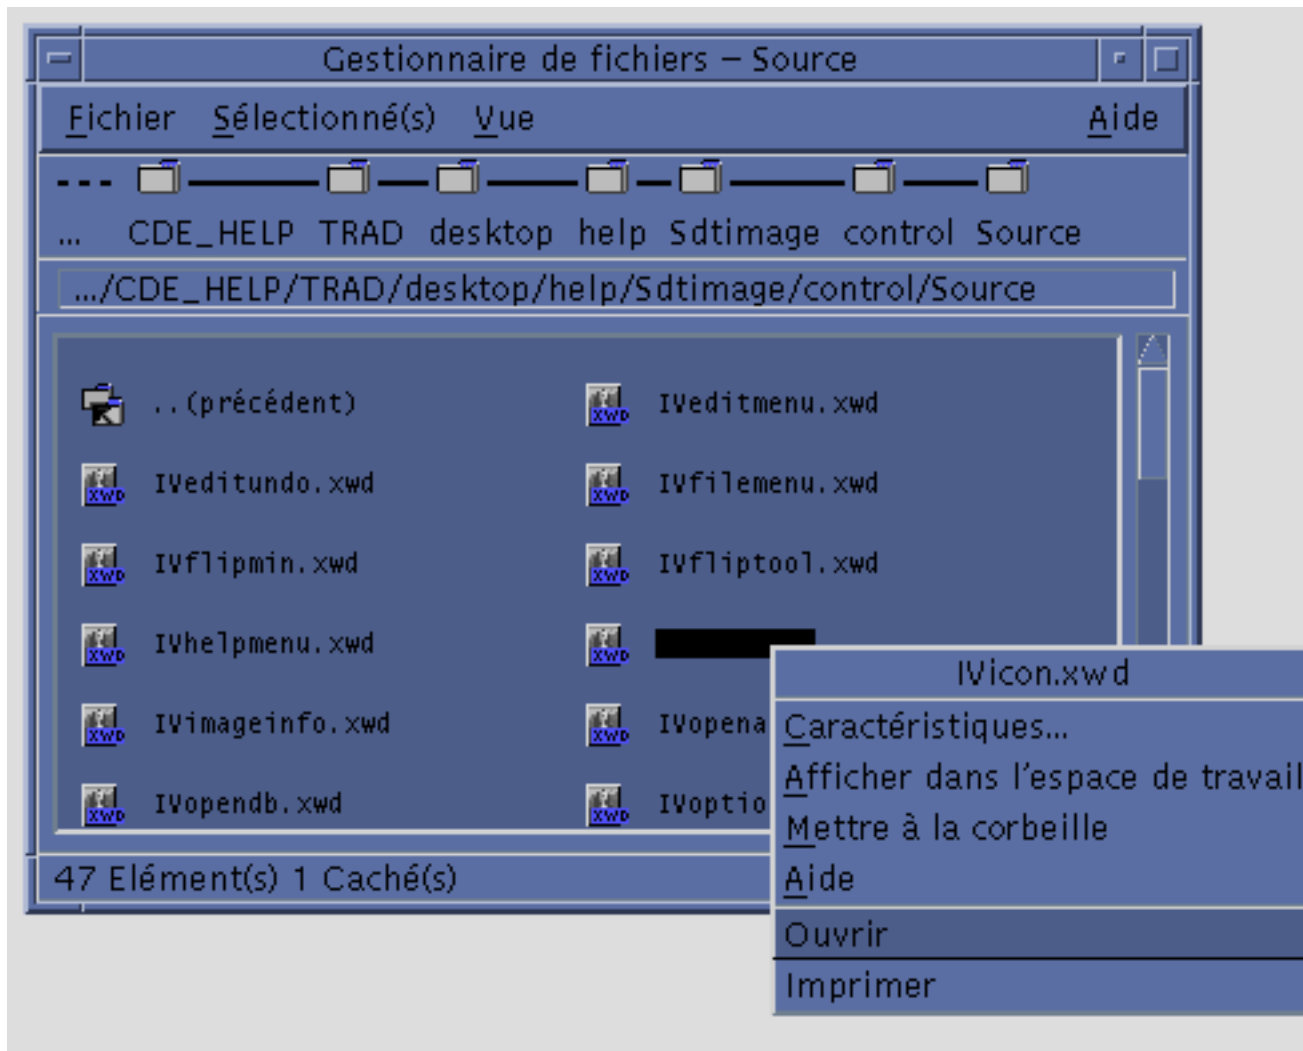 Gestionnaire de fichiers – Source
Fichier Sélectionné(s) Vue Aide
... CDE_HELP TRAD desktop help Sdtimage control Source
.../CDE_HELP/TRAD/desktop/help/Sdtimage/control/Source
..(précédent) IVeditmenu.xwd
IVeditundo.xwd IVfilemenu.xwd
IVflipmin.xwd IVfliptool.xwd
IVhelpmenu.xwd
IVicon.xwd
IVimageinfo.xwd IVopena
Caractéristiques...
Afficher dans l'espace de travail
IVopendb.xwd IVoptio
Mettre à la corbeille
47 Elément(s) 1 Caché(s)
Aide
Ouvrir
Imprimer